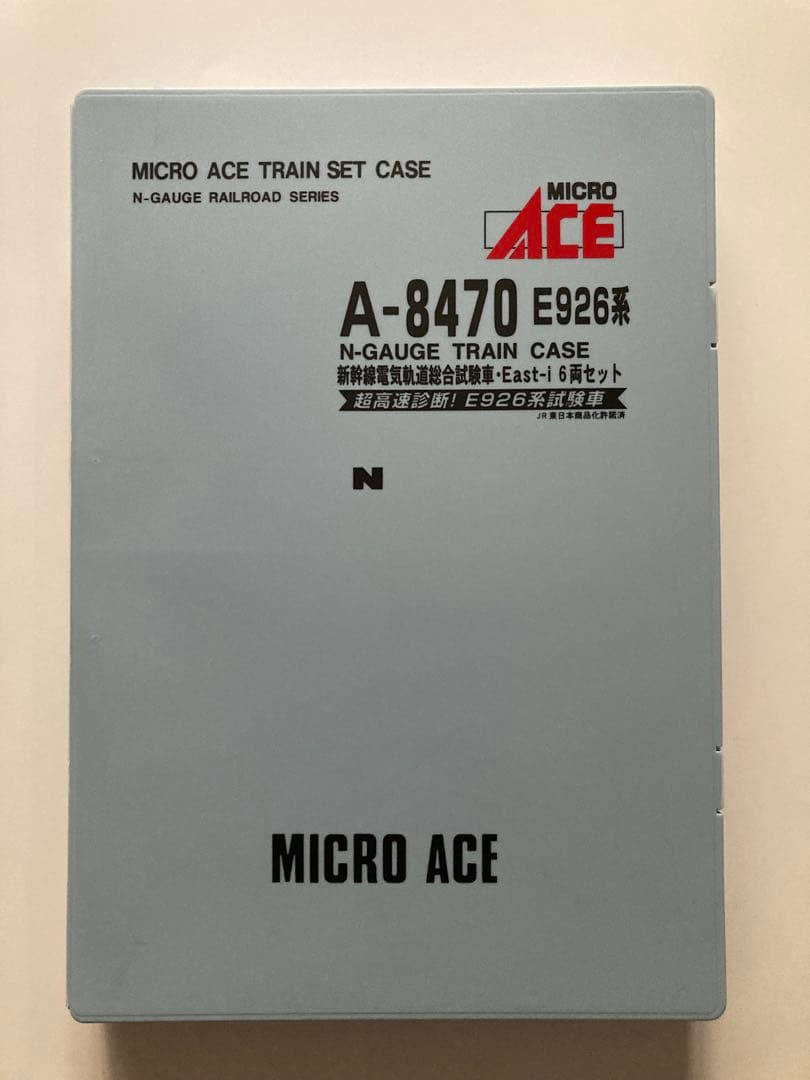 MICRO ACE TRAIN SET CASE
N-GAUGE RAILROAD SERIES
MICRO
ACE
A-8470 E926系
N-GAUGE TRAIN CASE
新幹線電気軌道総合試験車・East-i 6両セット
超高速診断! E926系試験車
JR東日本商品化許諾済
N
MICRO ACE